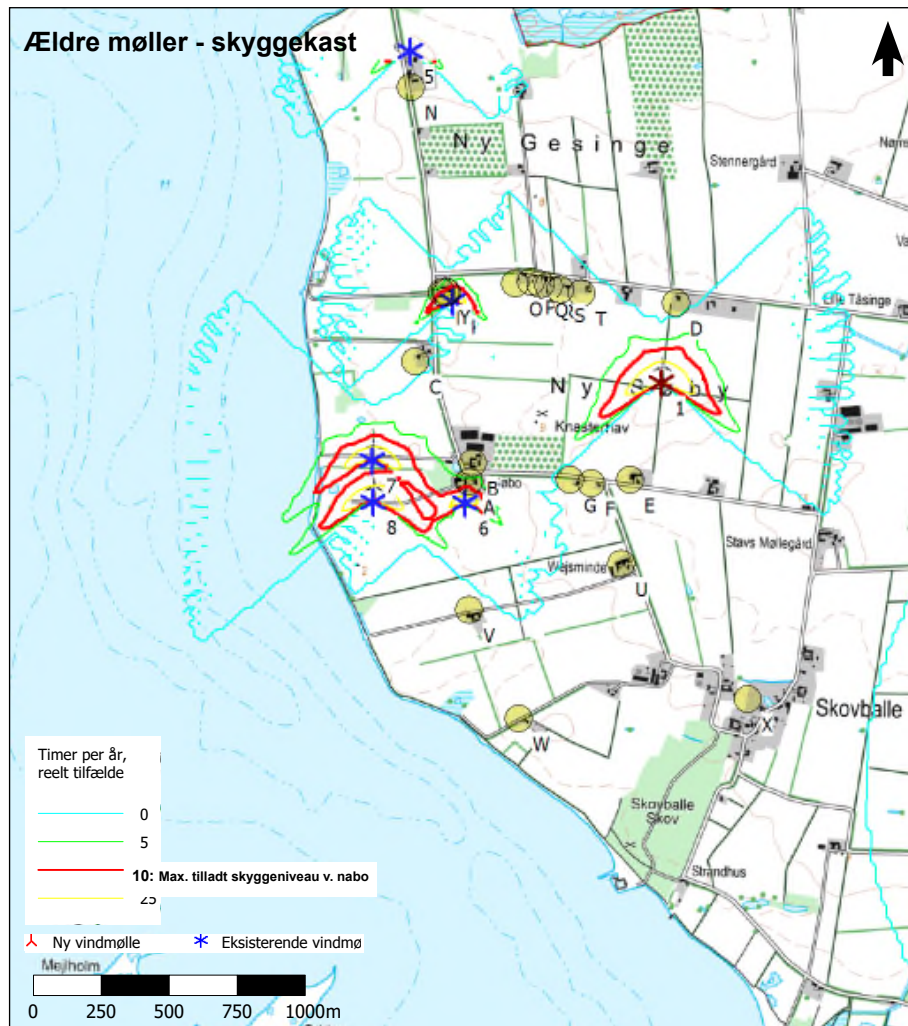 Ældre møller - skyggekast
5
N
Ny Gesinge
Stennergård
Nørre
Va
Lille Tåsinge
O
S
T
D
Y
C
Ny
b y
1
Knasterhav
7
B
A
8
6
G
F
E
Stavs Møllegård
Wejsminde
U
V
W
X
Skovballe
Skovballe
Skov
Strandhus
Timer per år,
reelt tilfælde
0
5
10: Max. tilladt skyggeniveau v. nabo
25
Ny vindmølle
Eksisterende vindmø
Mejlholm
0 250 500 750 1000m